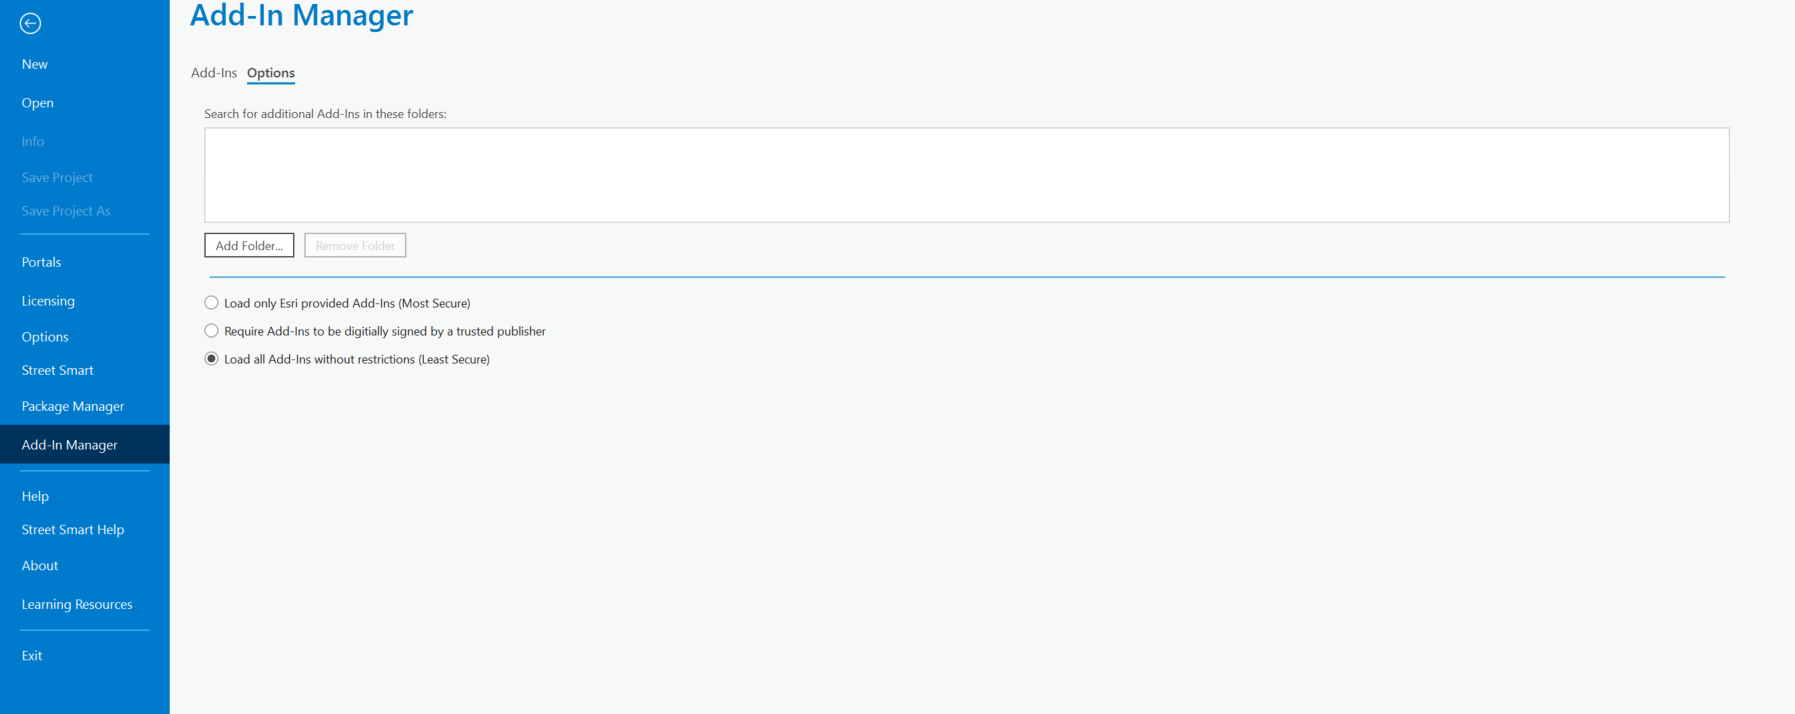 Add-In Manager
New
Open
Info
Save Project
Save Project As
Portals
Licensing
Options
Street Smart
Package Manager
Add-In Manager
Help
Street Smart Help
About
Learning Resources
Exit
Add-Ins Options
Search for additional Add-Ins in these folders:
Add Folder... Remove Folder
Load only Esri provided Add-Ins (Most Secure)
Require Add-Ins to be digitially signed by a trusted publisher
Load all Add-Ins without restrictions (Least Secure)